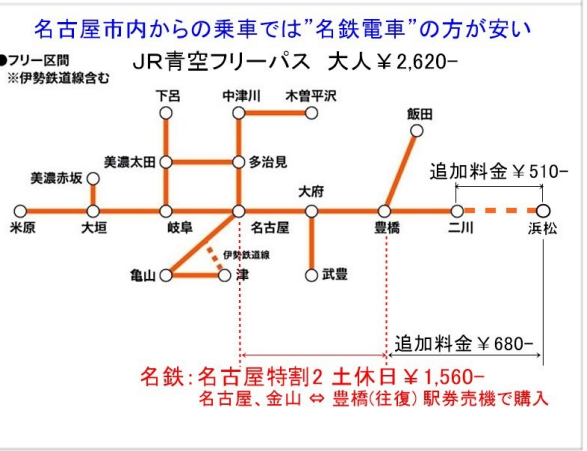 名古屋市内からの乗車では”名鉄電車”の方が安い
●フリー区間
※伊勢鉄道線含む
JR青空フリーパス 大人￥2,620-
下呂
中津川
木曽平沢
飯田
美濃太田
多治見
美濃赤坂
大府
追加料金￥510-
米原
大垣
岐阜
名古屋
豊橋
二川
浜松
伊勢鉄道線
亀山
津
武豊
追加料金￥680-
名鉄：名古屋特割2 土休日￥1,560-
名古屋、金山 ⇔ 豊橋(往復) 駅券売機で購入